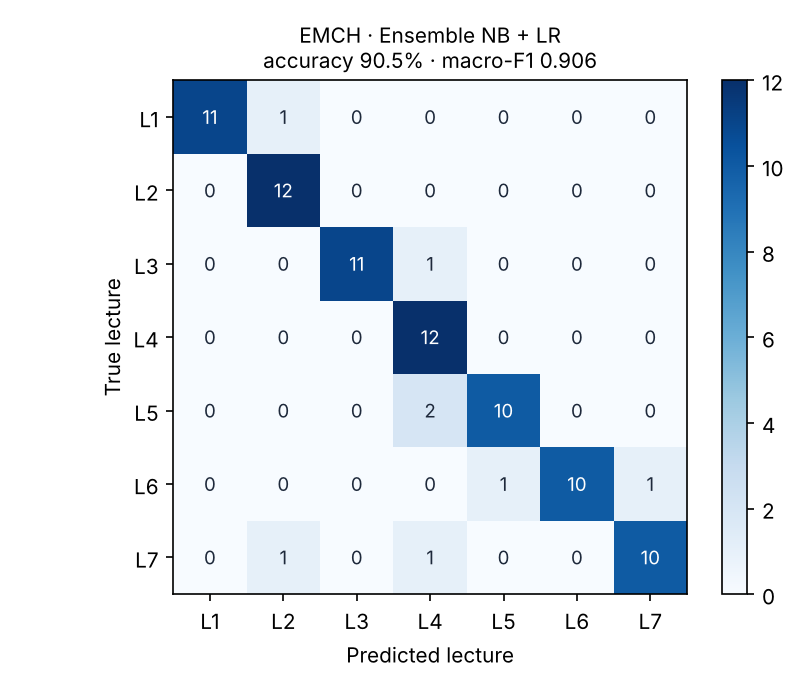 EMCH · Ensemble NB + LR
accuracy 90.5% · macro-F1 0.906
L1 11 1 0 0 0 0 0
L2 0 12 0 0 0 0 0
L3 0 0 11 1 0 0 0
L4 0 0 0 12 0 0 0
L5 0 0 0 2 10 0 0
L6 0 0 0 0 1 10 1
L7 0 1 0 1 0 0 10
L1 L2 L3 L4 L5 L6 L7
Predicted lecture
True lecture
12
10
8
6
4
2
0